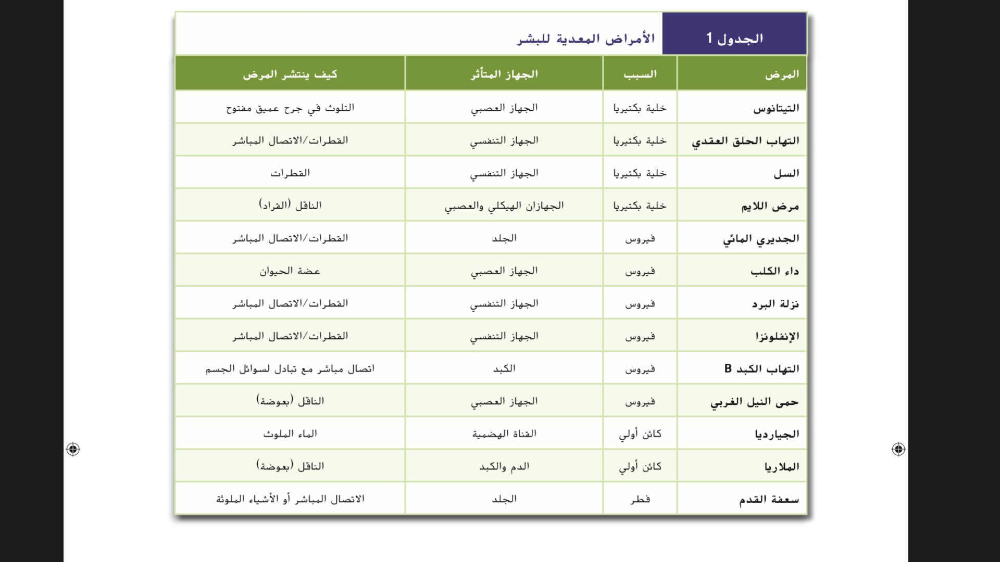 الجدول 1 الأمراض المعدية للبشر
المرض السبب الجهاز المتأثر كيف ينتشر المرض
التيتانوس خلية بكتيريا الجهاز العصبي التلوث في جرح عميق مفتوح
التهاب الحلق العقدي خلية بكتيريا الجهاز التنفسي القطرات/الاتصال المباشر
السل خلية بكتيريا الجهاز التنفسي القطرات
مرض اللايم خلية بكتيريا الجهازان الهيكلي والعصبي الناقل (القراد)
الجديري المائي فيروس الجلد القطرات/الاتصال المباشر
داء الكلب فيروس الجهاز العصبي عضة الحيوان
نزلة البرد فيروس الجهاز التنفسي القطرات/الاتصال المباشر
الإنفلونزا فيروس الجهاز التنفسي القطرات/الاتصال المباشر
التهاب الكبد B فيروس الكبد اتصال مباشر مع تبادل لسوائل الجسم
حمى النيل الغربي فيروس الجهاز العصبي الناقل (بعوضة)
الجيارديا كائن أولي القناة الهضمية الماء الملوث
الملاريا كائن أولي الدم والكبد الناقل (بعوضة)
سعفة القدم فطر الجلد الاتصال المباشر أو الأشياء الملوثة